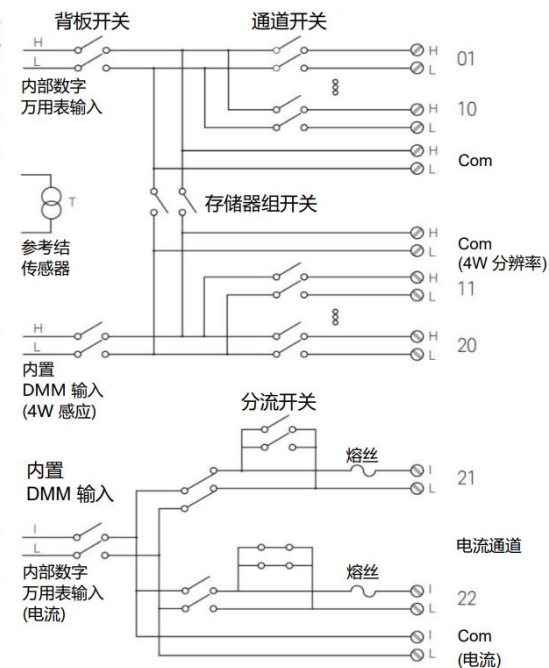 背板开关
通道开关
H
L
内部数字
万用表输入
H
L
01
H
L
10
H
L
Com
T
参考结
传感器
存储器组开关
H
L
Com
(4W 分辨率)
H
L
11
H
L
内置
DMM 输入
(4W 感应)
H
L
20
分流开关
内置
DMM 输入
熔丝
I
L
21
I
L
内部数字
万用表输入
(电流)
电流通道
熔丝
I
L
22
I
L
Com
(电流)